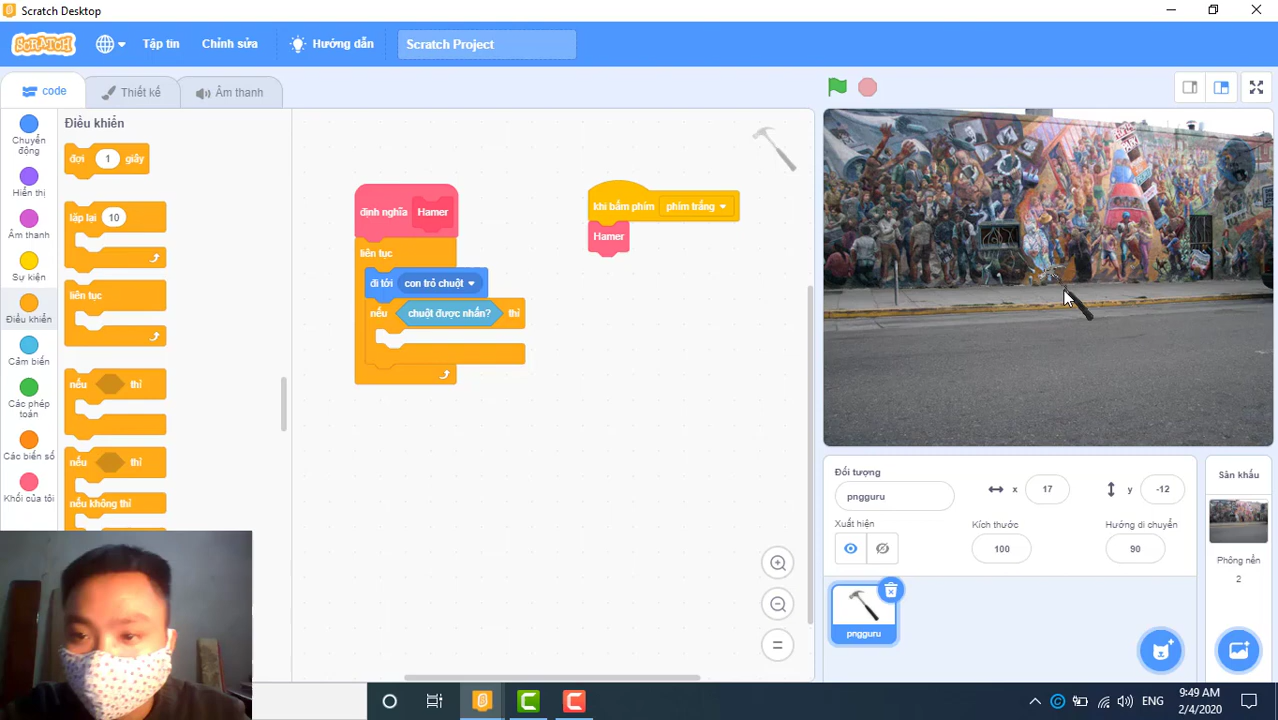 Scratch Desktop
SCRATCH
Tập tin
Chỉnh sửa
Hướng dẫn
Scratch Project
code
Thiết kế
Âm thanh
Chuyển động
Hiển thị
Âm thanh
Sự kiện
Điều khiển
Cảm biến
Các phép toán
Các biến số
Khối của tôi
Điều khiển
đợi 1 giây
lặp lại 10
liên tục
nếu thì
nếu thì
nếu không thì
định nghĩa Hamer
liên tục
đi tới con trỏ chuột
nếu chuột được nhấn? thì
khi bấm phím phím trắng
Hamer
Đối tượng
pngguru
x 17
y -12
Xuất hiện
Kích thước
100
Hướng di chuyển
90
pngguru
Sân khấu
Phông nền
2
ENG
9:49 AM
2/4/2020